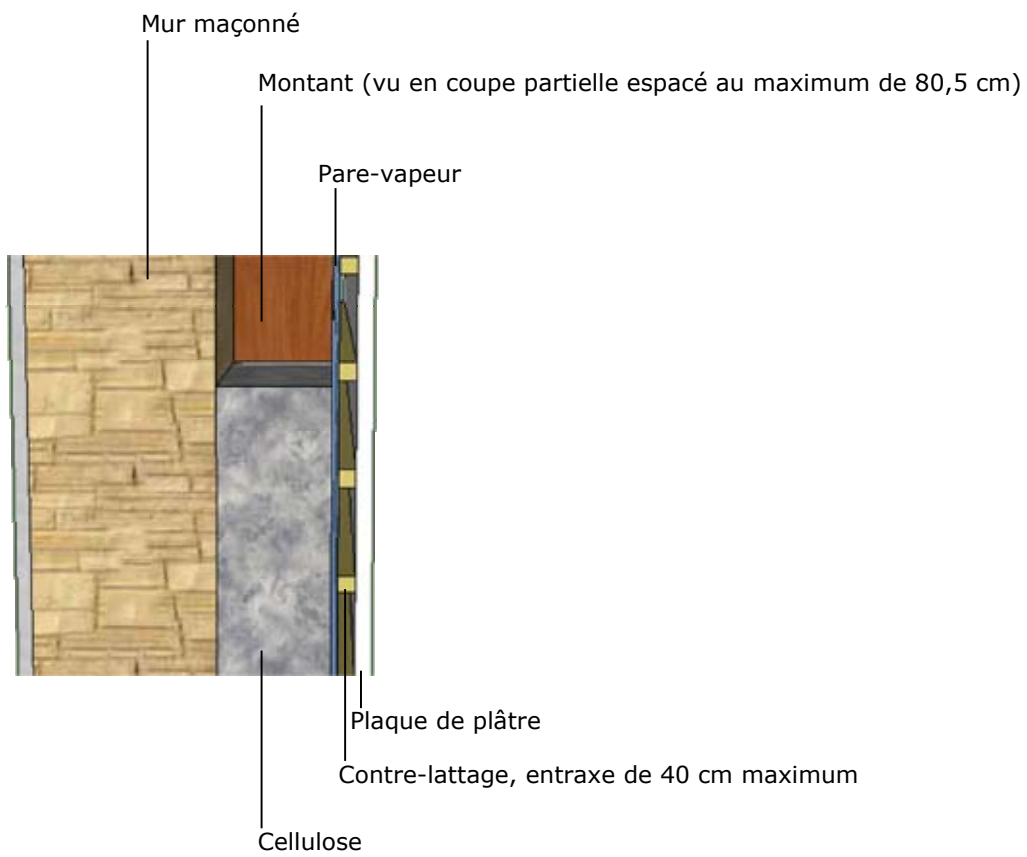 Mur maçonné
Montant (vu en coupe partielle espacé au maximum de 80,5 cm)
Pare-vapeur
Plaque de plâtre
Contre-lattage, entraxe de 40 cm maximum
Cellulose